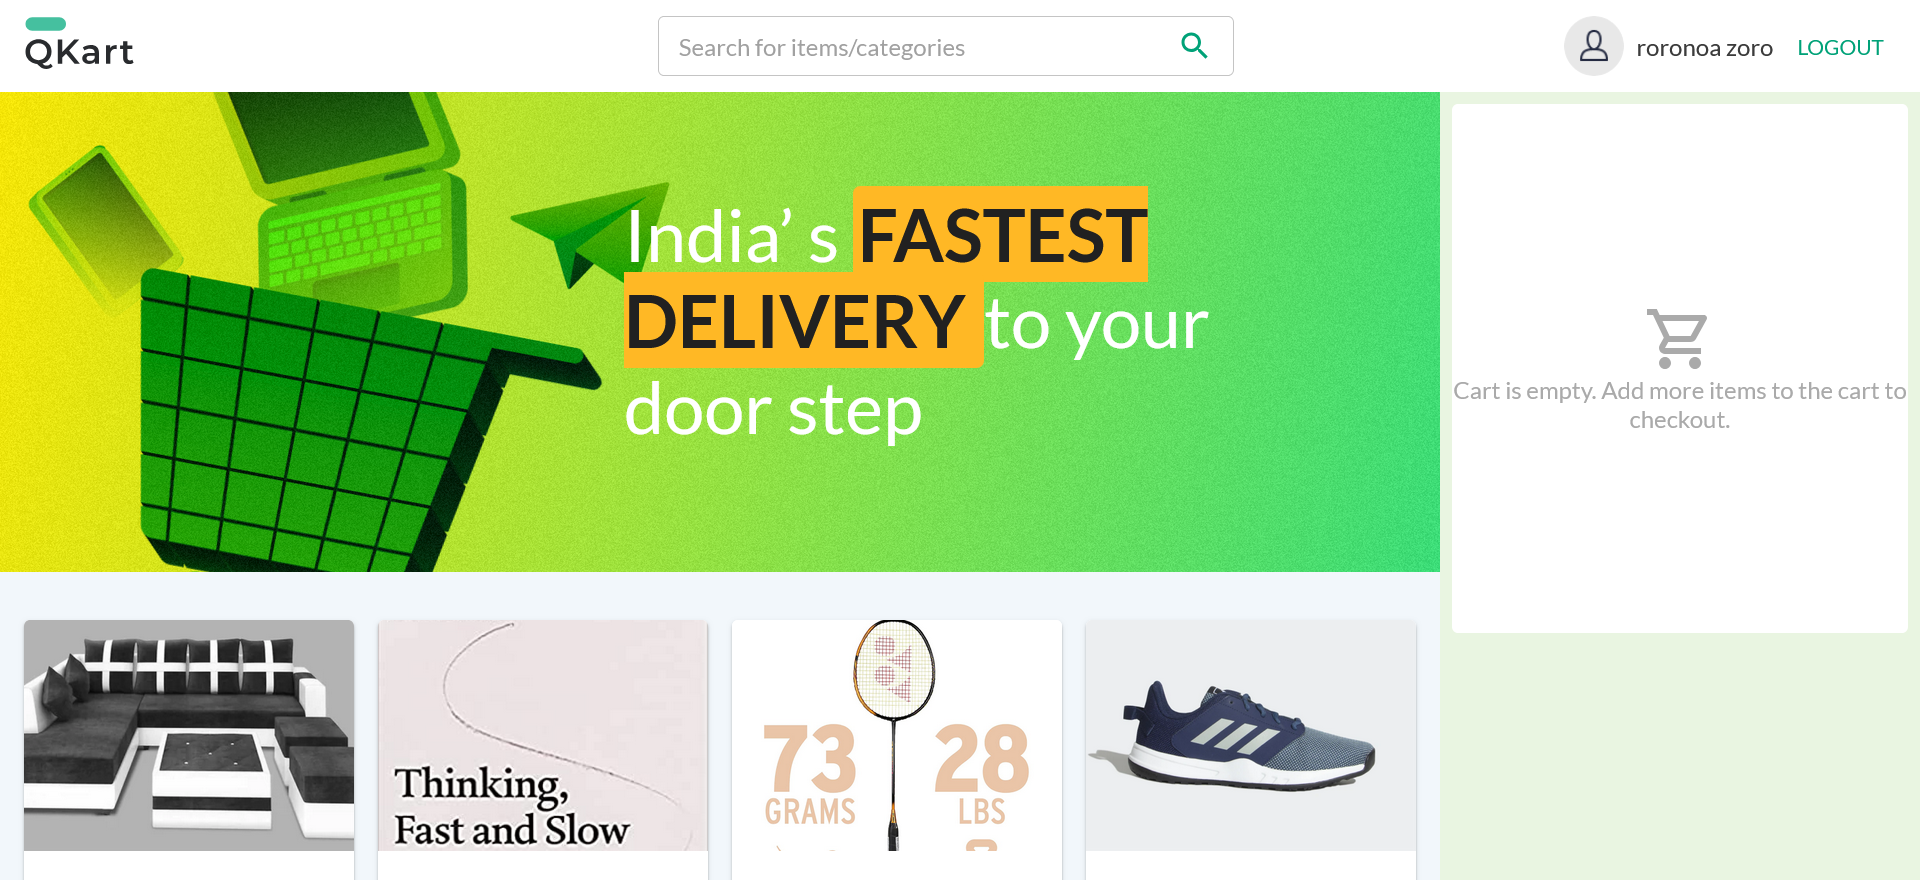 QKart
Search for items/categories
roronoa zoro
LOGOUT
India’ s FASTEST
DELIVERY to your
door step
Cart is empty. Add more items to the cart to
checkout.
Thinking,
Fast and Slow
73
GRAMS
28
LBS